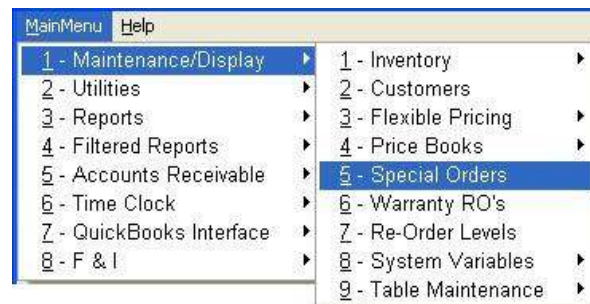 MainMenu Help
1 - Maintenance/Display
2 - Utilities
3 - Reports
4 - Filtered Reports
5 - Accounts Receivable
6 - Time Clock
7 - QuickBooks Interface
8 - F & I
1 - Inventory
2 - Customers
3 - Flexible Pricing
4 - Price Books
5 - Special Orders
6 - Warranty RO's
7 - Re-Order Levels
8 - System Variables
9 - Table Maintenance